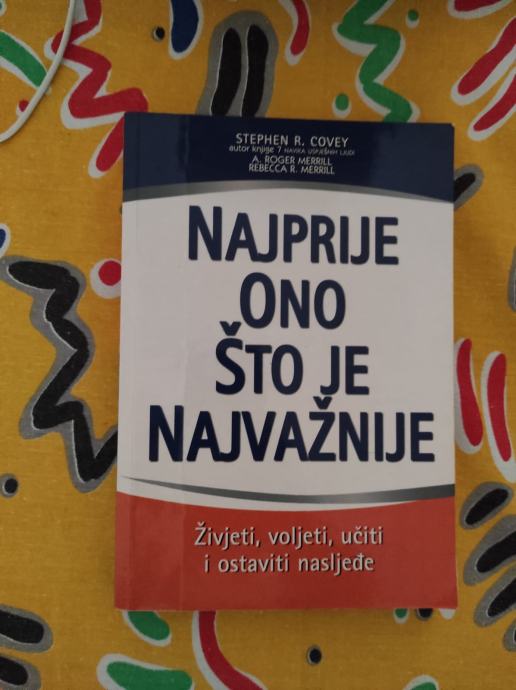 STEPHEN R. COVEY
autor knjige 7 NAVIKA USPJEŠNIH LJUDI
A. ROGER MERRILL
REBECCA R. MERRILL
NAJPRIJE
ONO
ŠTO JE
NAJVAŽNIJE
Živjeti, voljeti, učiti
i ostaviti nasljeđe